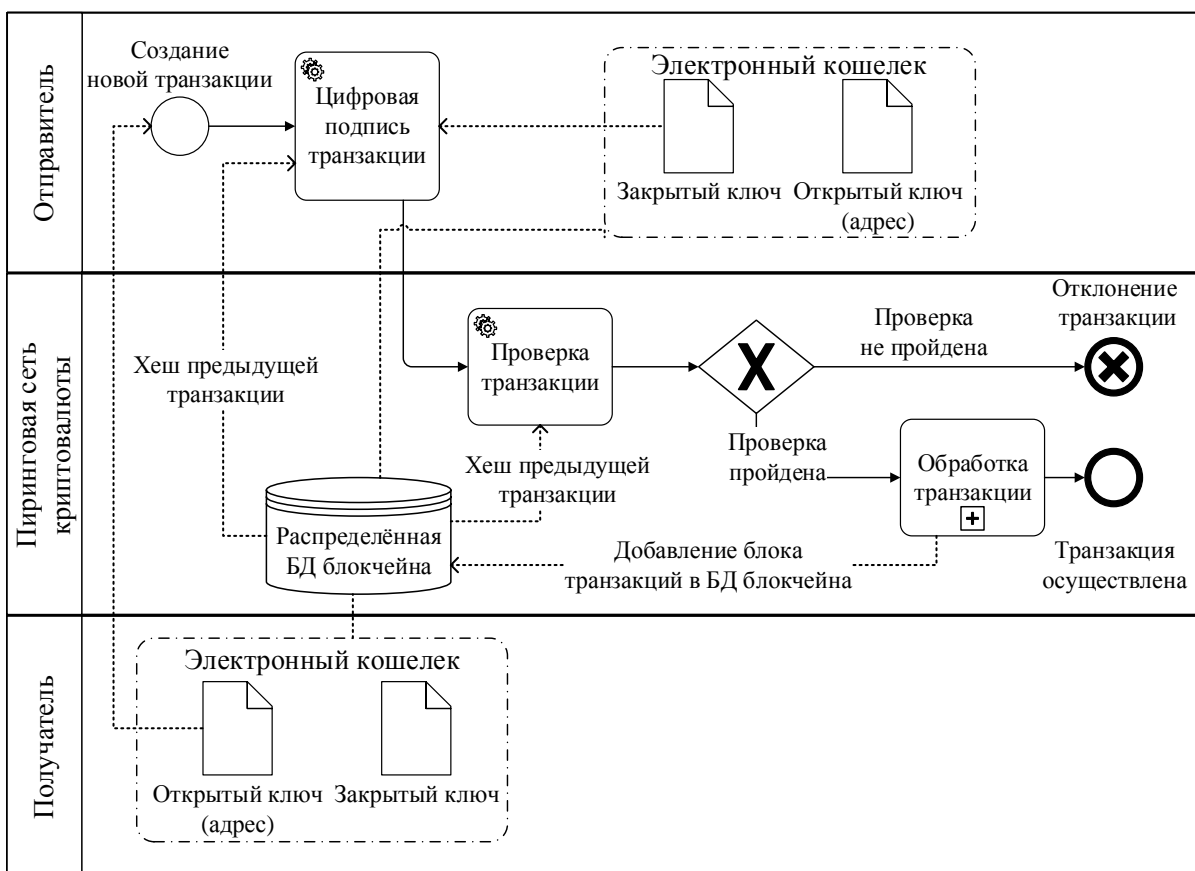 Отправитель
Создание
новой транзакции
Цифровая
подпись
транзакции
Электронный кошелек
Закрытый ключ
Открытый ключ
(адрес)
Пиринговая сеть
криптовалюты
Хеш предыдущей
транзакции
Проверка
транзакции
X
Проверка
не пройдена
Отклонение
транзакции
Проверка
пройдена
Обработка
транзакции
Транзакция
осуществлена
Хеш предыдущей
транзакции
Распределённая
БД блокчейна
Добавление блока
транзакций в БД блокчейна
Получатель
Электронный кошелек
Открытый ключ
(адрес)
Закрытый ключ